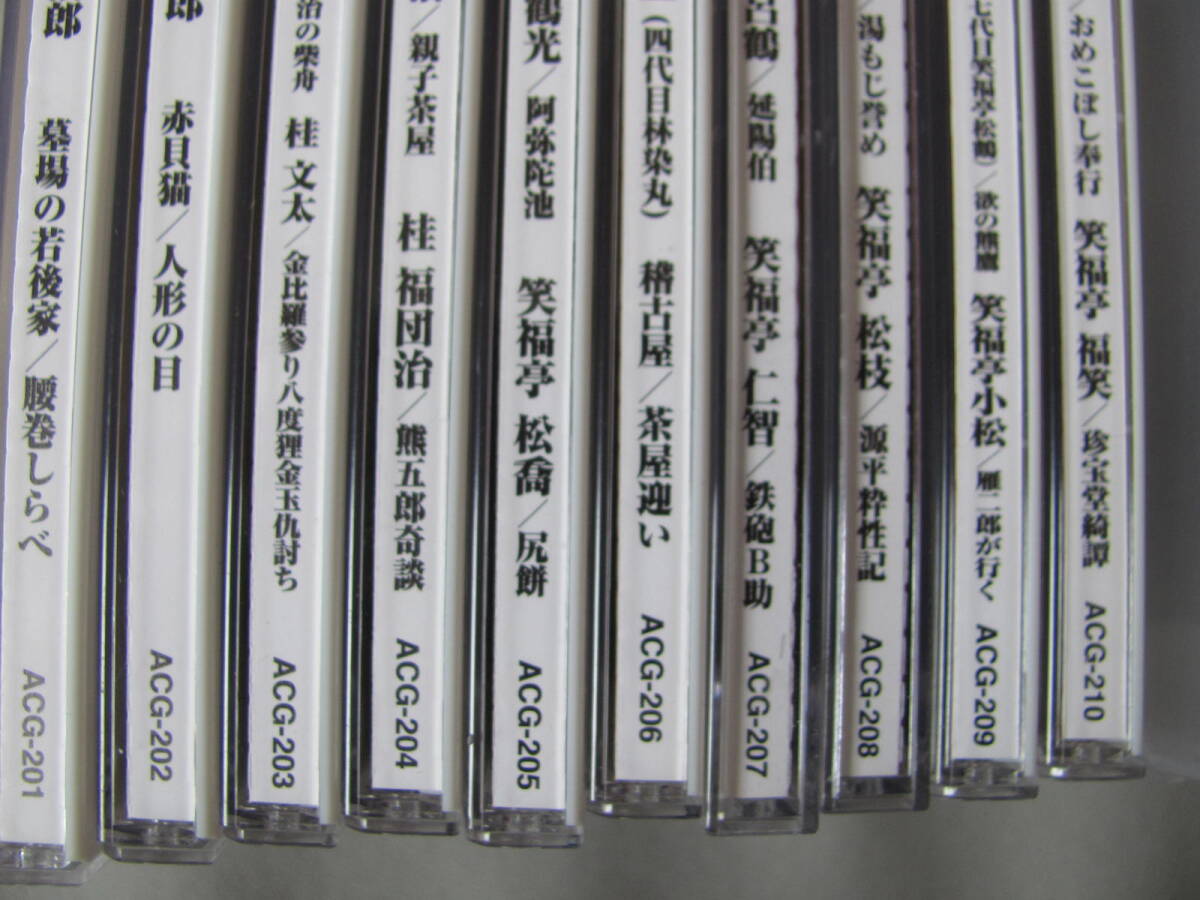 郎 墓場の若後家/腰巻しらべ ACG-201
郎 赤貝猫/人形の目 ACG-202
治の柴舟 桂 文太/金比羅参り八度狸金玉仇討ち ACG-203
/親子茶屋 桂 福団治/熊五郎奇談 ACG-204
鶴光/阿弥陀池 笑福亭 松喬/尻餅 ACG-205
(四代目林染丸) 稽古屋/茶屋迎い ACG-206
呂鶴/延陽伯 笑福亭 仁智/鉄砲B助 ACG-207
/湯もじ誉め 笑福亭 松枝/源平粋性記 ACG-208
七代目笑福亭松鶴)/欲の熊鷹 笑福亭小松/雁二郎が行く ACG-209
/おめこぼし奉行 笑福亭 福笑/珍宝堂綺譚 ACG-210